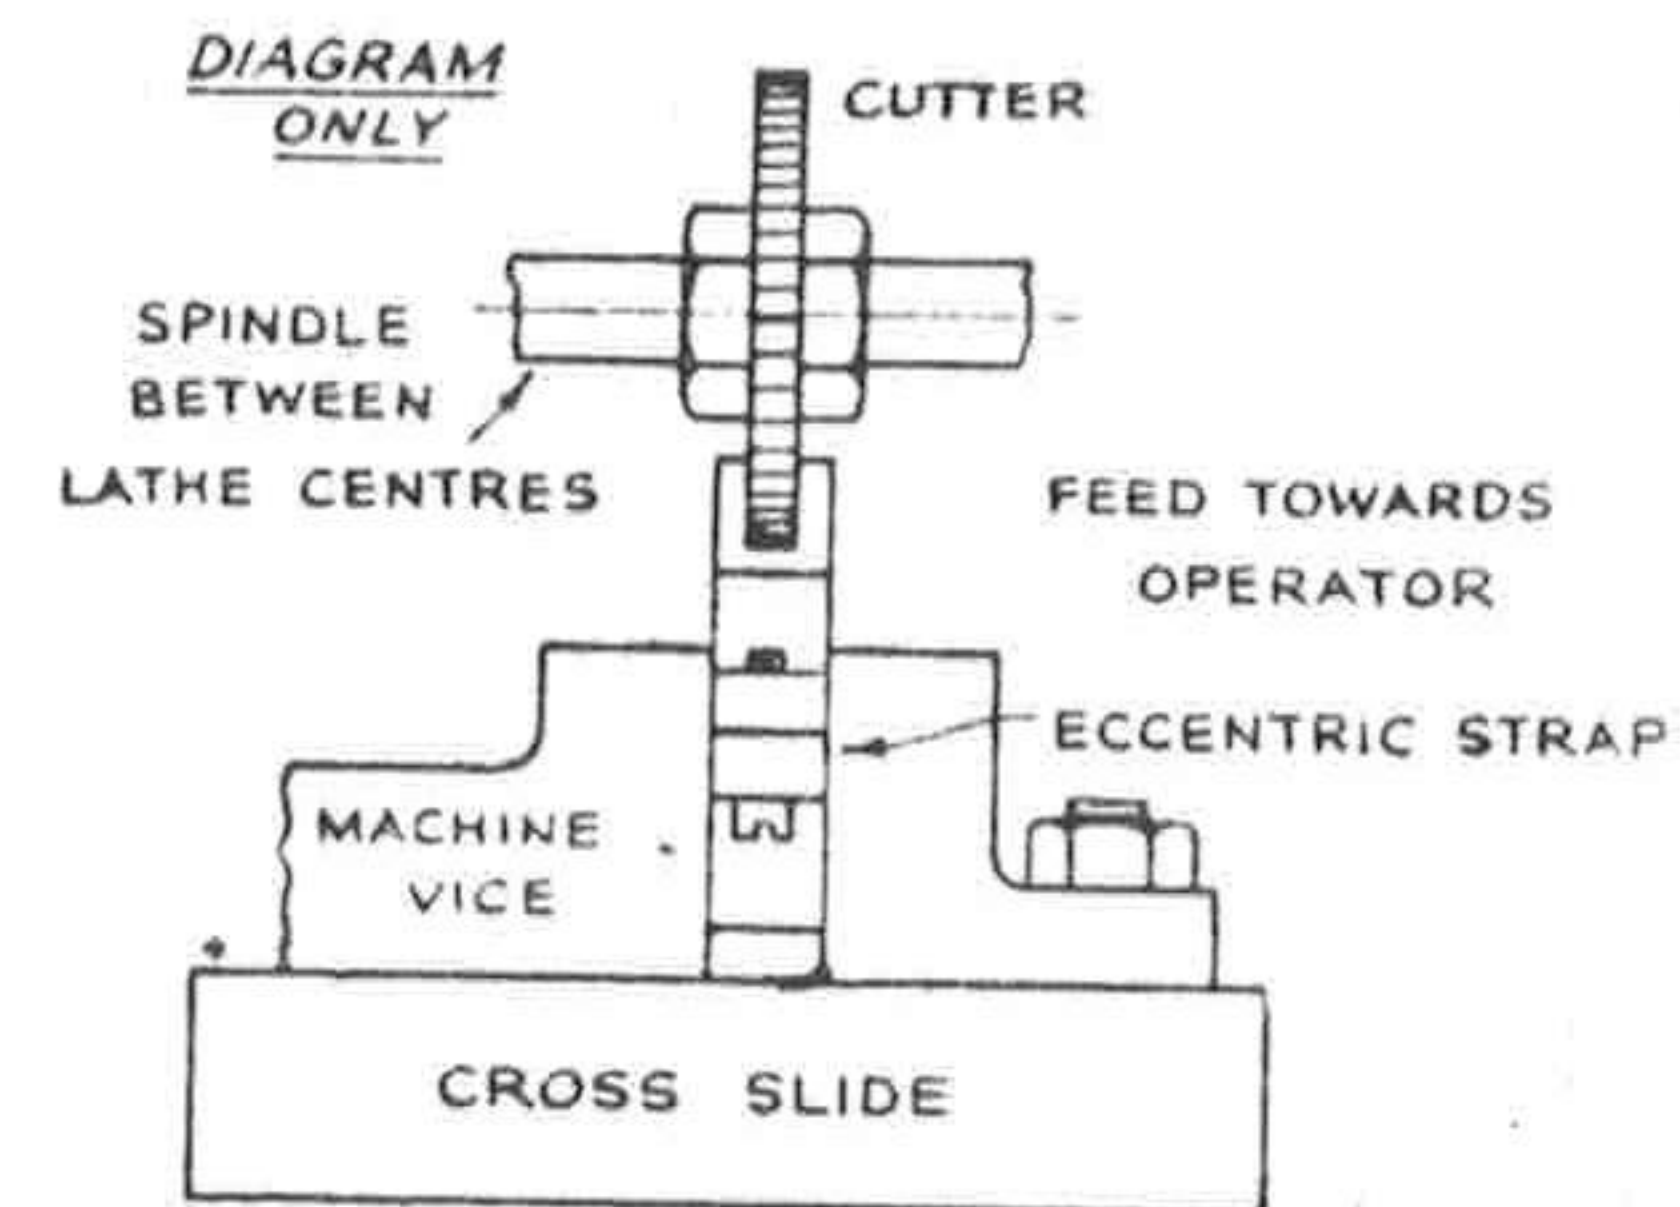 DIAGRAM
ONLY
CUTTER
SPINDLE
BETWEEN
LATHE CENTRES
FEED TOWARDS
OPERATOR
ECCENTRIC STRAP
MACHINE
VICE
CROSS SLIDE